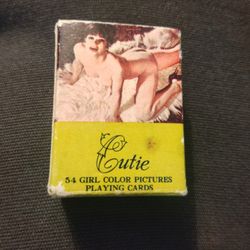 Cutie
54 GIRL COLOR PICTURES
PLAYING CARDS